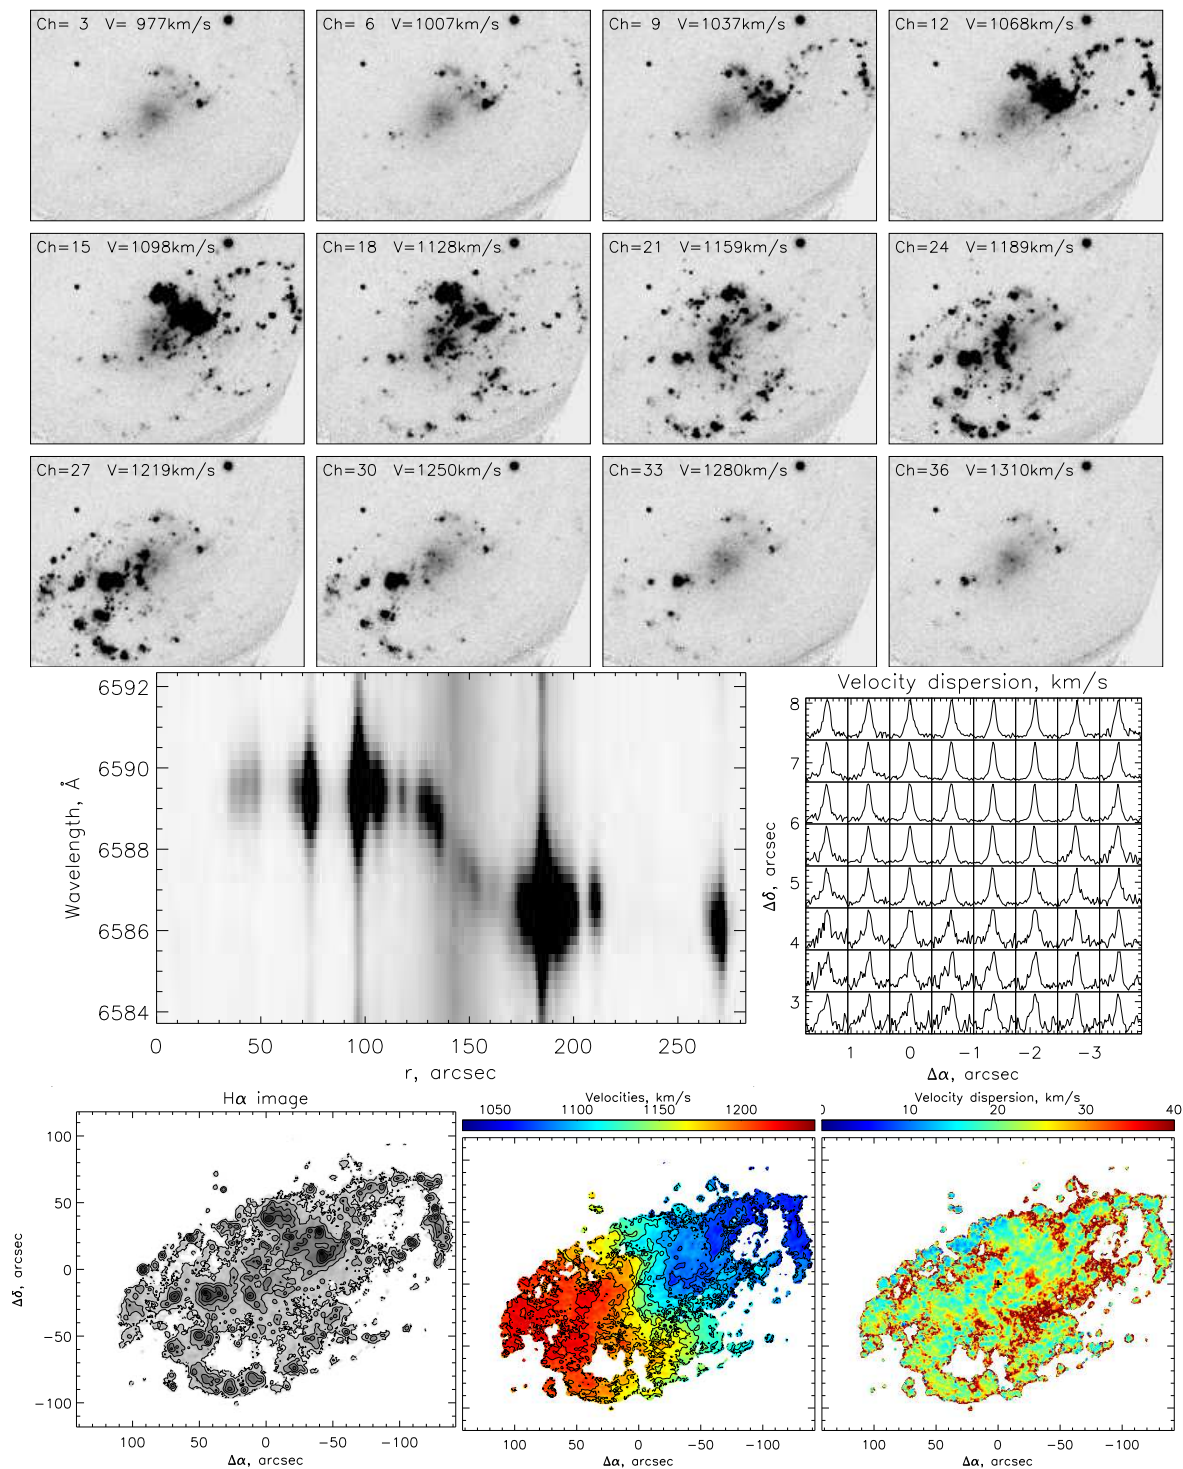 Ch= 3 V= 977km/s
Ch= 6 V=1007km/s
Ch= 9 V=1037km/s
Ch=12 V=1068km/s
Ch=15 V=1098km/s
Ch=18 V=1128km/s
Ch=21 V=1159km/s
Ch=24 V=1189km/s
Ch=27 V=1219km/s
Ch=30 V=1250km/s
Ch=33 V=1280km/s
Ch=36 V=1310km/s
6592
6590
6588
6586
6584
Wavelength, Å
0 50 100 150 200 250
r, arcsec
Velocity dispersion, km/s
8
7
6
5
4
3
Δδ, arcsec
1 0 −1 −2 −3
Δα, arcsec
Hα image
100
50
0
−50
−100
Δδ, arcsec
100 50 0 −50 −100
Δα, arcsec
Velocities, km/s
1050 1100 1150 1200
100 50 0 −50 −100
Δα, arcsec
Velocity dispersion, km/s
0 10 20 30 40
100 50 0 −50 −100
Δα, arcsec